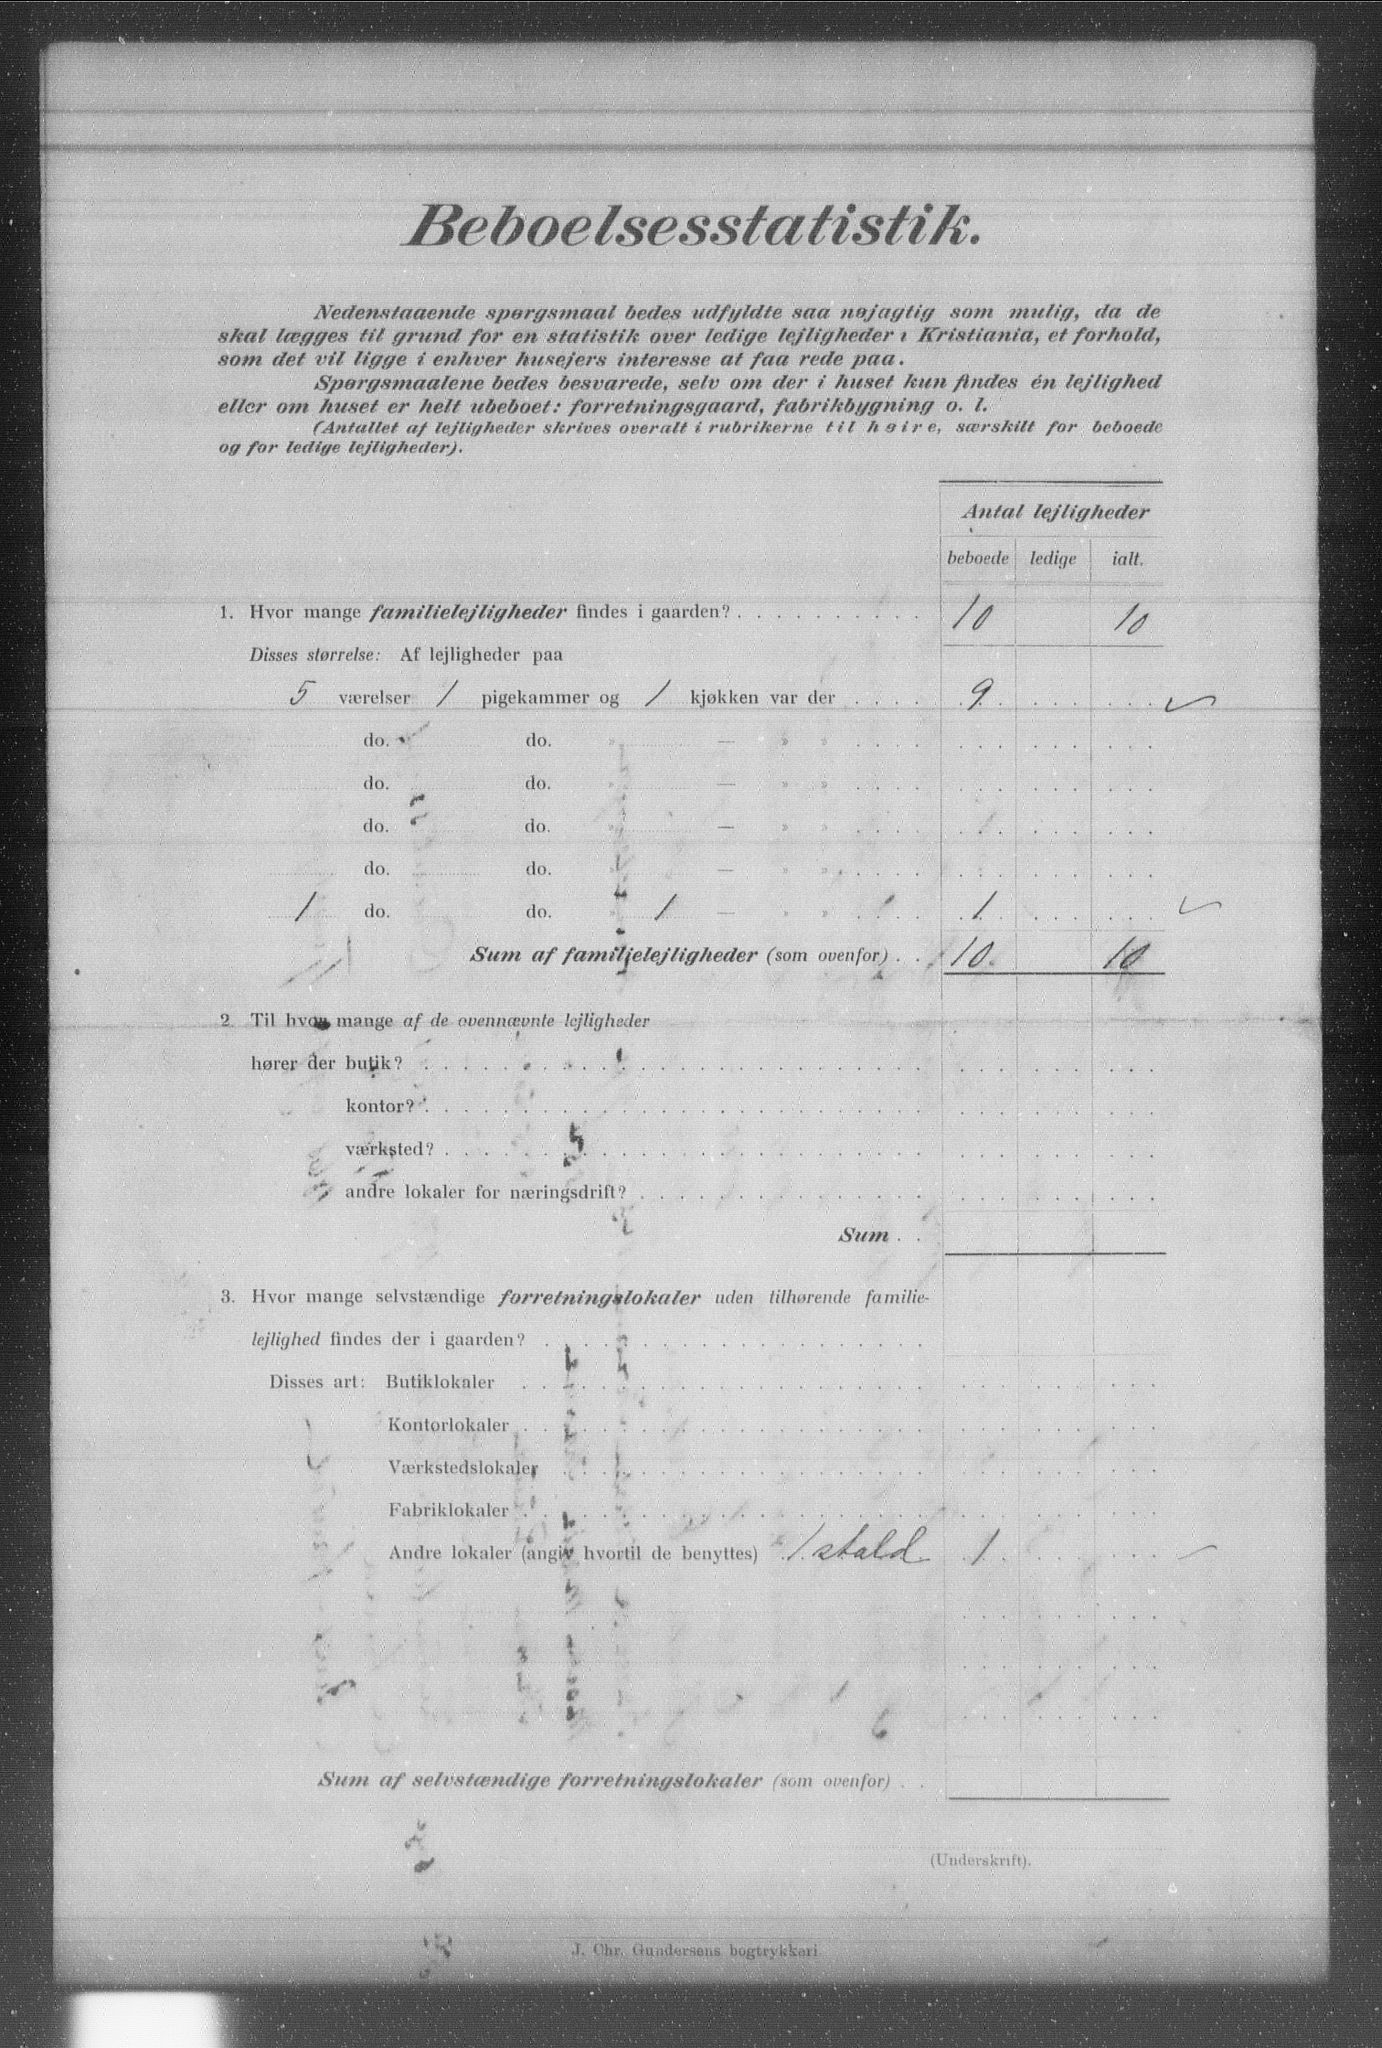 Beboelsesstatistik.
Nedenstaaende spørgsmaal bedes udfyldte saa nøjagtig som mulig, da de
skal lægges til grund for en statistik over ledige lejligheder i Kristiania, et forhold,
som det vil ligge i enhver husejers interesse at faa rede paa.
Spørgsmaalene bedes besvarede, selv om der i huset kun findes én lejlighed
eller om huset er helt ubeboet: forretningsgaard, fabrikbygning o. l.
(Antallet af lejligheder skrives overalt i rubrikerne til høire, særskilt for beboede
og for ledige lejligheder).
Antal lejligheder
beboede ledige ialt.
1. Hvor mange familielejligheder findes i gaarden? . . . . . . . . . . 10 10
Disses størrelse: Af lejligheder paa
5 værelser 1 pigekammer og 1 kjøkken var der . . . . 9
do. do. » — » » . . . .
do. do. » — » » . . . .
do. do. » — » » . . . .
do. do. » — » » . . . .
1 do. do. » 1 — » » . . . . 1
Sum af familielejligheder (som ovenfor) . . 10 10
2. Til hvor mange af de ovennævnte lejligheder
hører der butik?
kontor?
værksted?
andre lokaler for næringsdrift?
Sum . .
3. Hvor mange selvstændige forretningslokaler uden tilhørende familie-
lejlighed findes der i gaarden?
Disses art: Butiklokaler
Kontorlokaler
Værkstedslokaler
Fabriklokaler
Andre lokaler (angiv hvortil de benyttes) 1 stald 1
Sum af selvstændige forretningslokaler (som ovenfor) . .
(Underskrift).
J. Chr. Gundersens bogtrykkeri